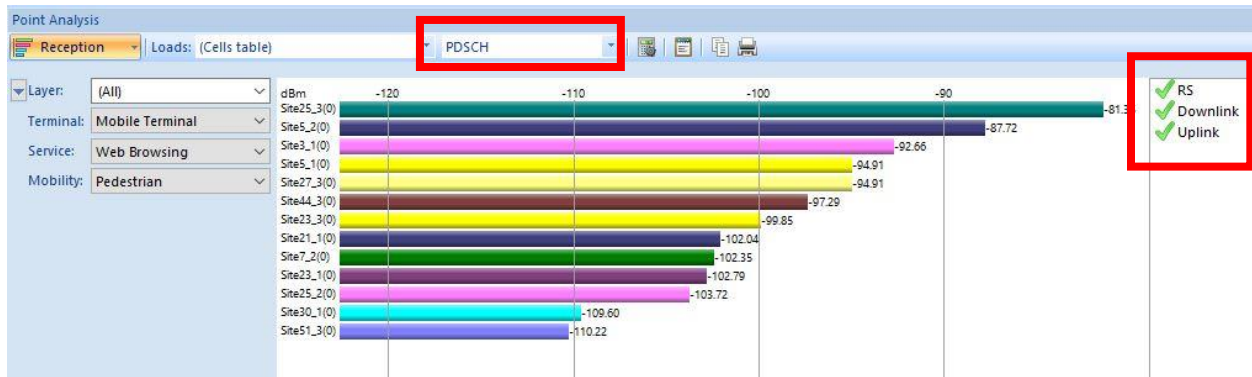 Point Analysis
Reception Loads: (Cells table) PDSCH
Layer: (All)
Terminal: Mobile Terminal
Service: Web Browsing
Mobility: Pedestrian
dBm -120 -110 -100 -90
Site25_3(0)
Site5_2(0) -87.72
Site3_1(0) -92.66
Site5_1(0) -94.91
Site27_3(0) -94.91
Site44_3(0) -97.29
Site23_3(0) -99.85
Site21_1(0) -102.04
Site7_2(0) -102.35
Site23_1(0) -102.79
Site25_2(0) -103.72
Site30_1(0) -109.60
Site51_3(0) -110.22
RS
Downlink
Uplink